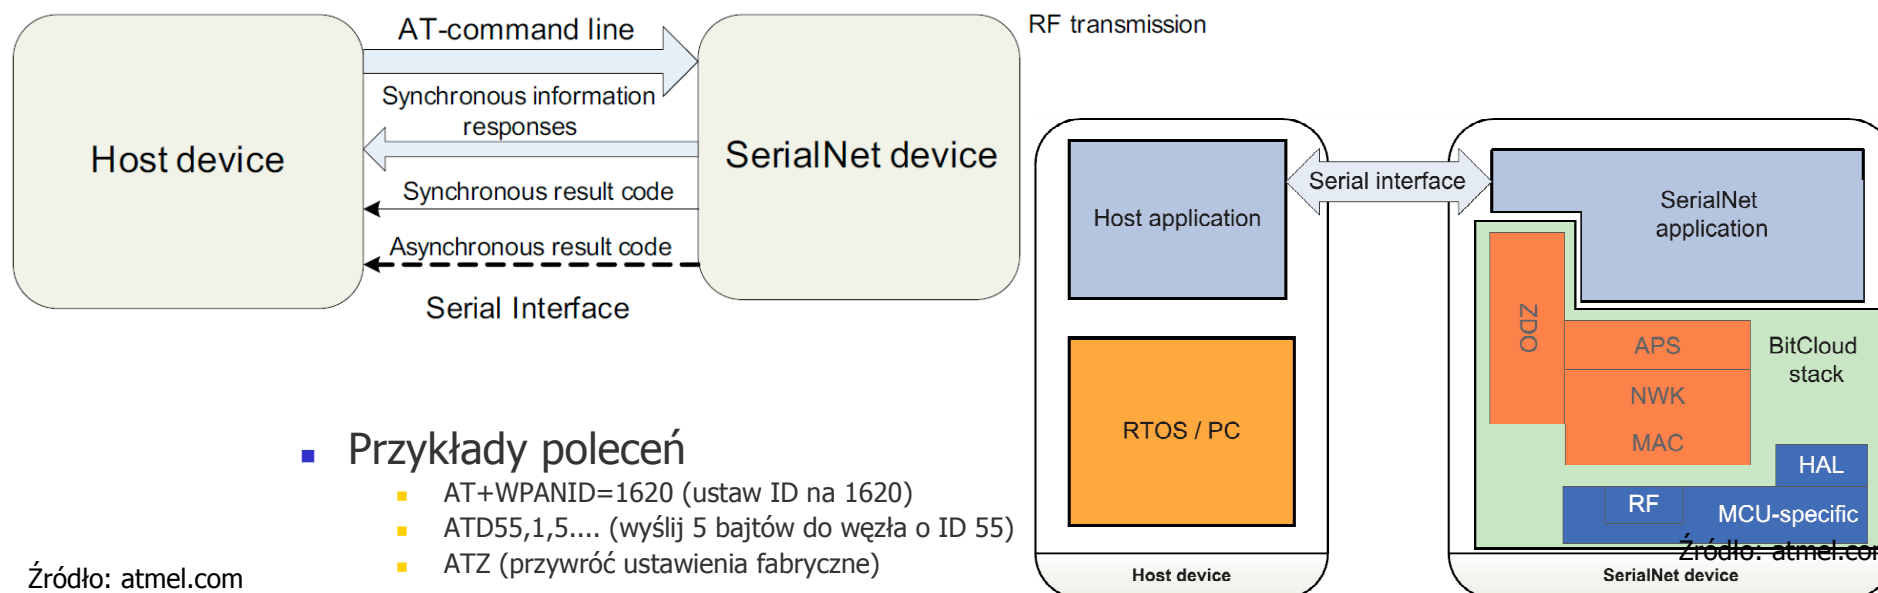 AT-command line
Synchronous information
responses
Host device
SerialNet device
Synchronous result code
Asynchronous result code
Serial Interface
RF transmission
Host application
Serial interface
SerialNet
application
RTOS / PC
ZDO
APS
NWK
MAC
BitCloud
stack
HAL
RF
MCU-specific
Host device
SerialNet device
Przykłady poleceń
AT+WPANID=1620 (ustaw ID na 1620)
ATD55,1,5.... (wyślij 5 bajtów do węzła o ID 55)
ATZ (przywróć ustawienia fabryczne)
Źródło: atmel.com
Źródło: atmel.com